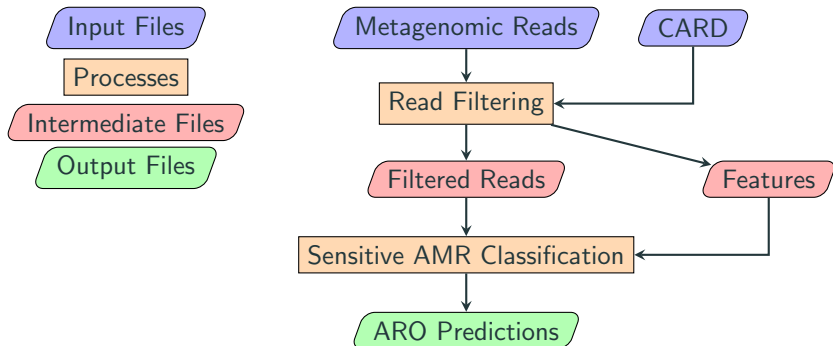 Input Files
Processes
Intermediate Files
Output Files
Metagenomic Reads
CARD
Read Filtering
Filtered Reads
Features
Sensitive AMR Classification
ARO Predictions